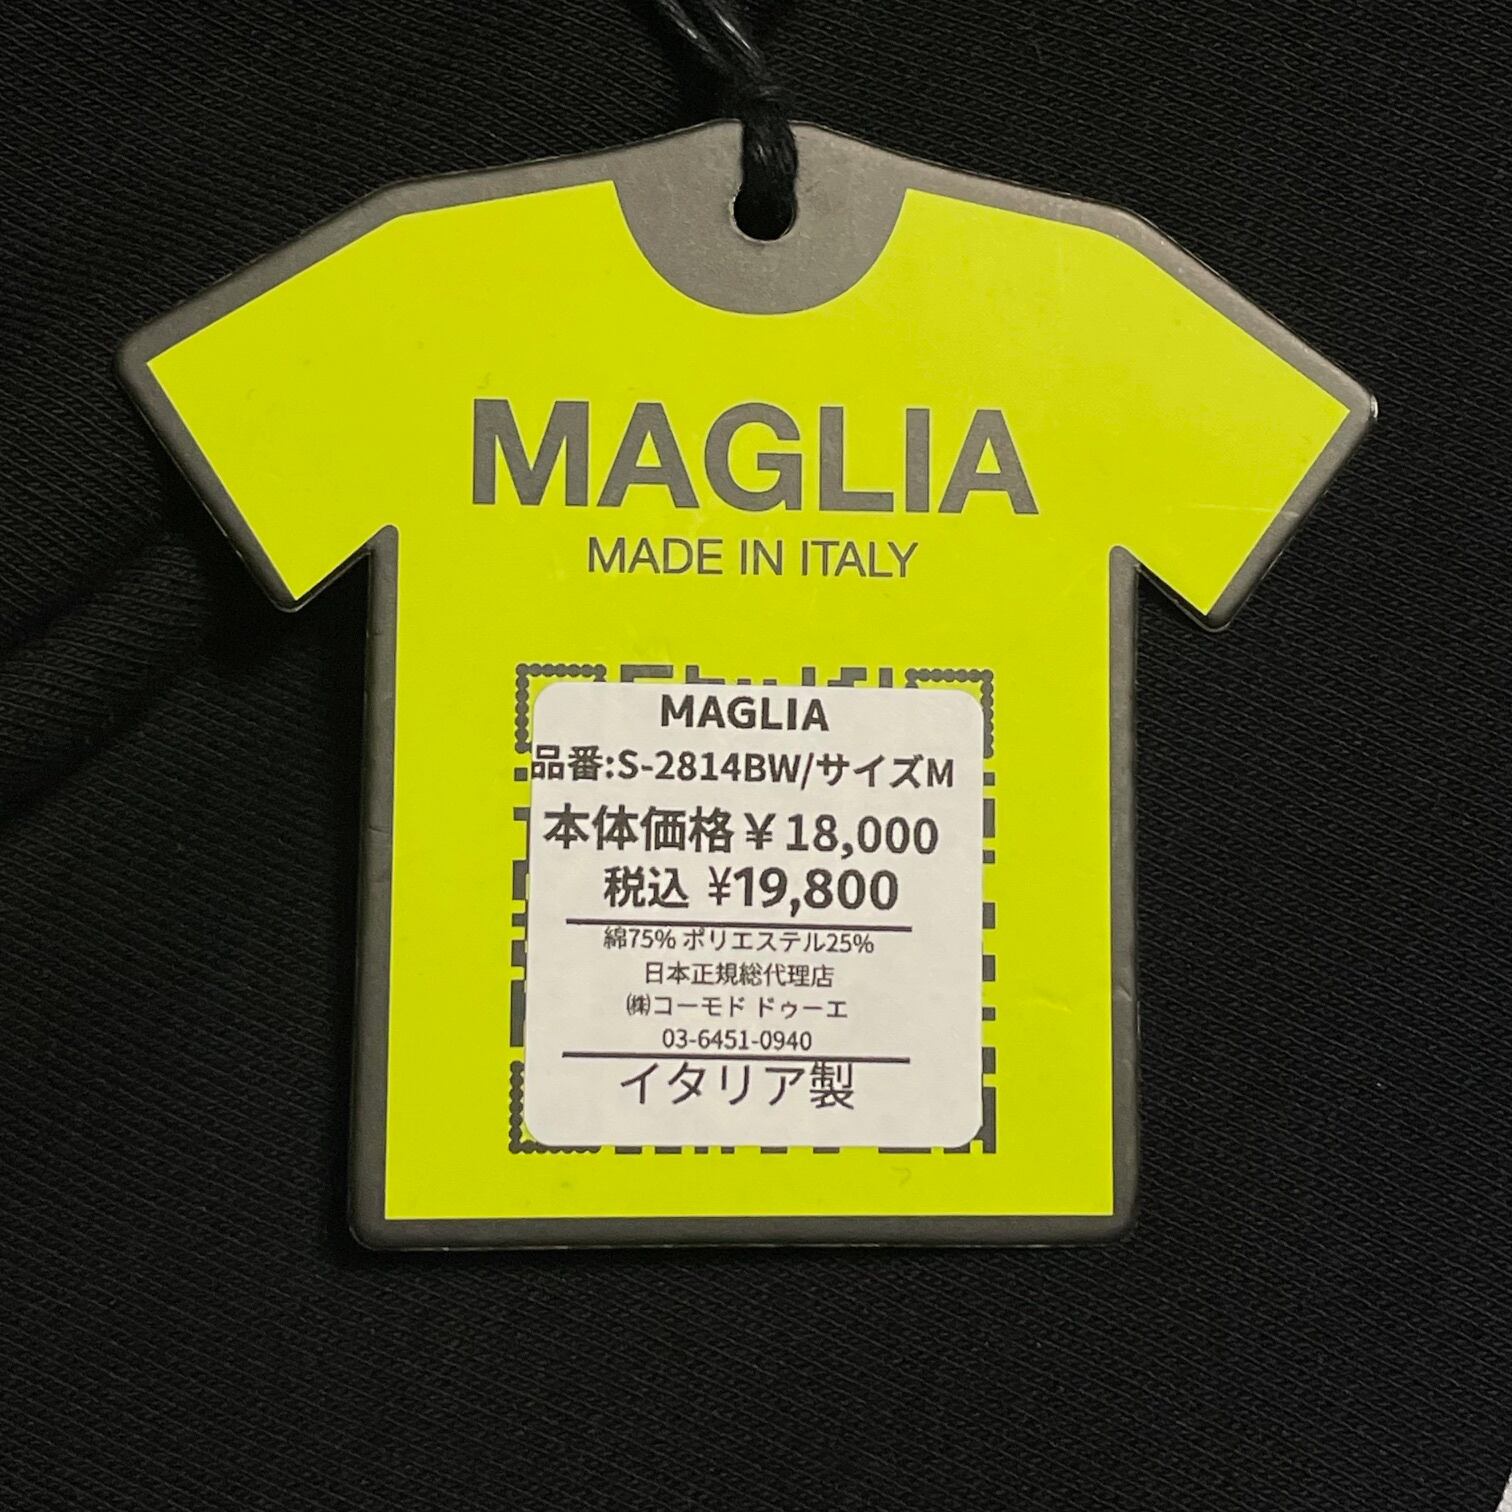 MAGLIA
MADE IN ITALY
MAGLIA
品番:S-2814BW/サイズM
本体価格¥18,000
税込 ¥19,800
綿75% ポリエステル25%
日本正規総代理店
㈱コーモド ドゥーエ
03-6451-0940
イタリア製